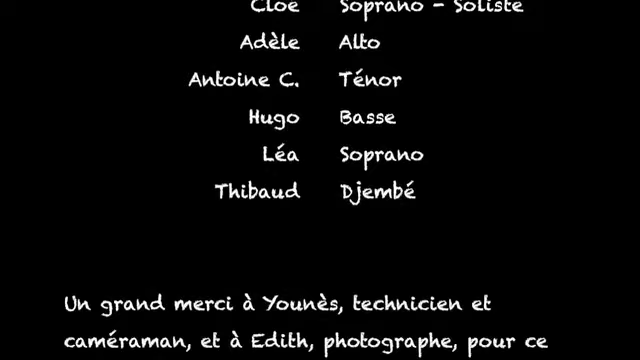 Cloé Soprano - Soliste
Adèle Alto
Antoine C. Ténor
Hugo Basse
Léa Soprano
Thibaud Djembé
Un grand merci à Younès, technicien et
caméraman, et à Edith, photographe, pour ce